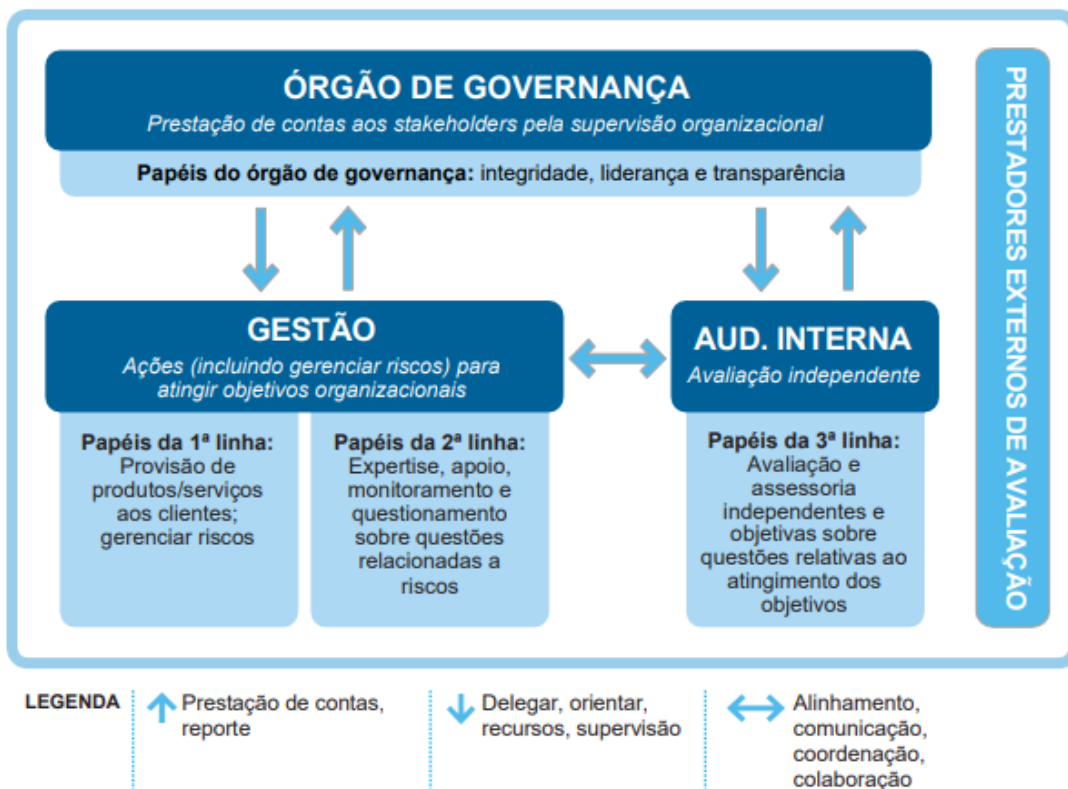 ÓRGÃO DE GOVERNANÇA
Prestação de contas aos stakeholders pela supervisão organizacional
Papéis do órgão de governança: integridade, liderança e transparência
GESTÃO
Ações (incluindo gerenciar riscos) para
atingir objetivos organizacionais
Papéis da 1ª linha:
Provisão de
produtos/serviços
aos clientes;
gerenciar riscos
Papéis da 2ª linha:
Expertise, apoio,
monitoramento e
questionamento
sobre questões
relacionadas a
riscos
AUD. INTERNA
Avaliação independente
Papéis da 3ª linha:
Avaliação e
assessoria
independentes e
objetivas sobre
questões relativas ao
atingimento dos
objetivos
PRESTADORES EXTERNOS DE AVALIAÇÃO
LEGENDA
Prestação de contas,
reporte
Delegar, orientar,
recursos, supervisão
Alinhamento,
comunicação,
coordenação,
colaboração